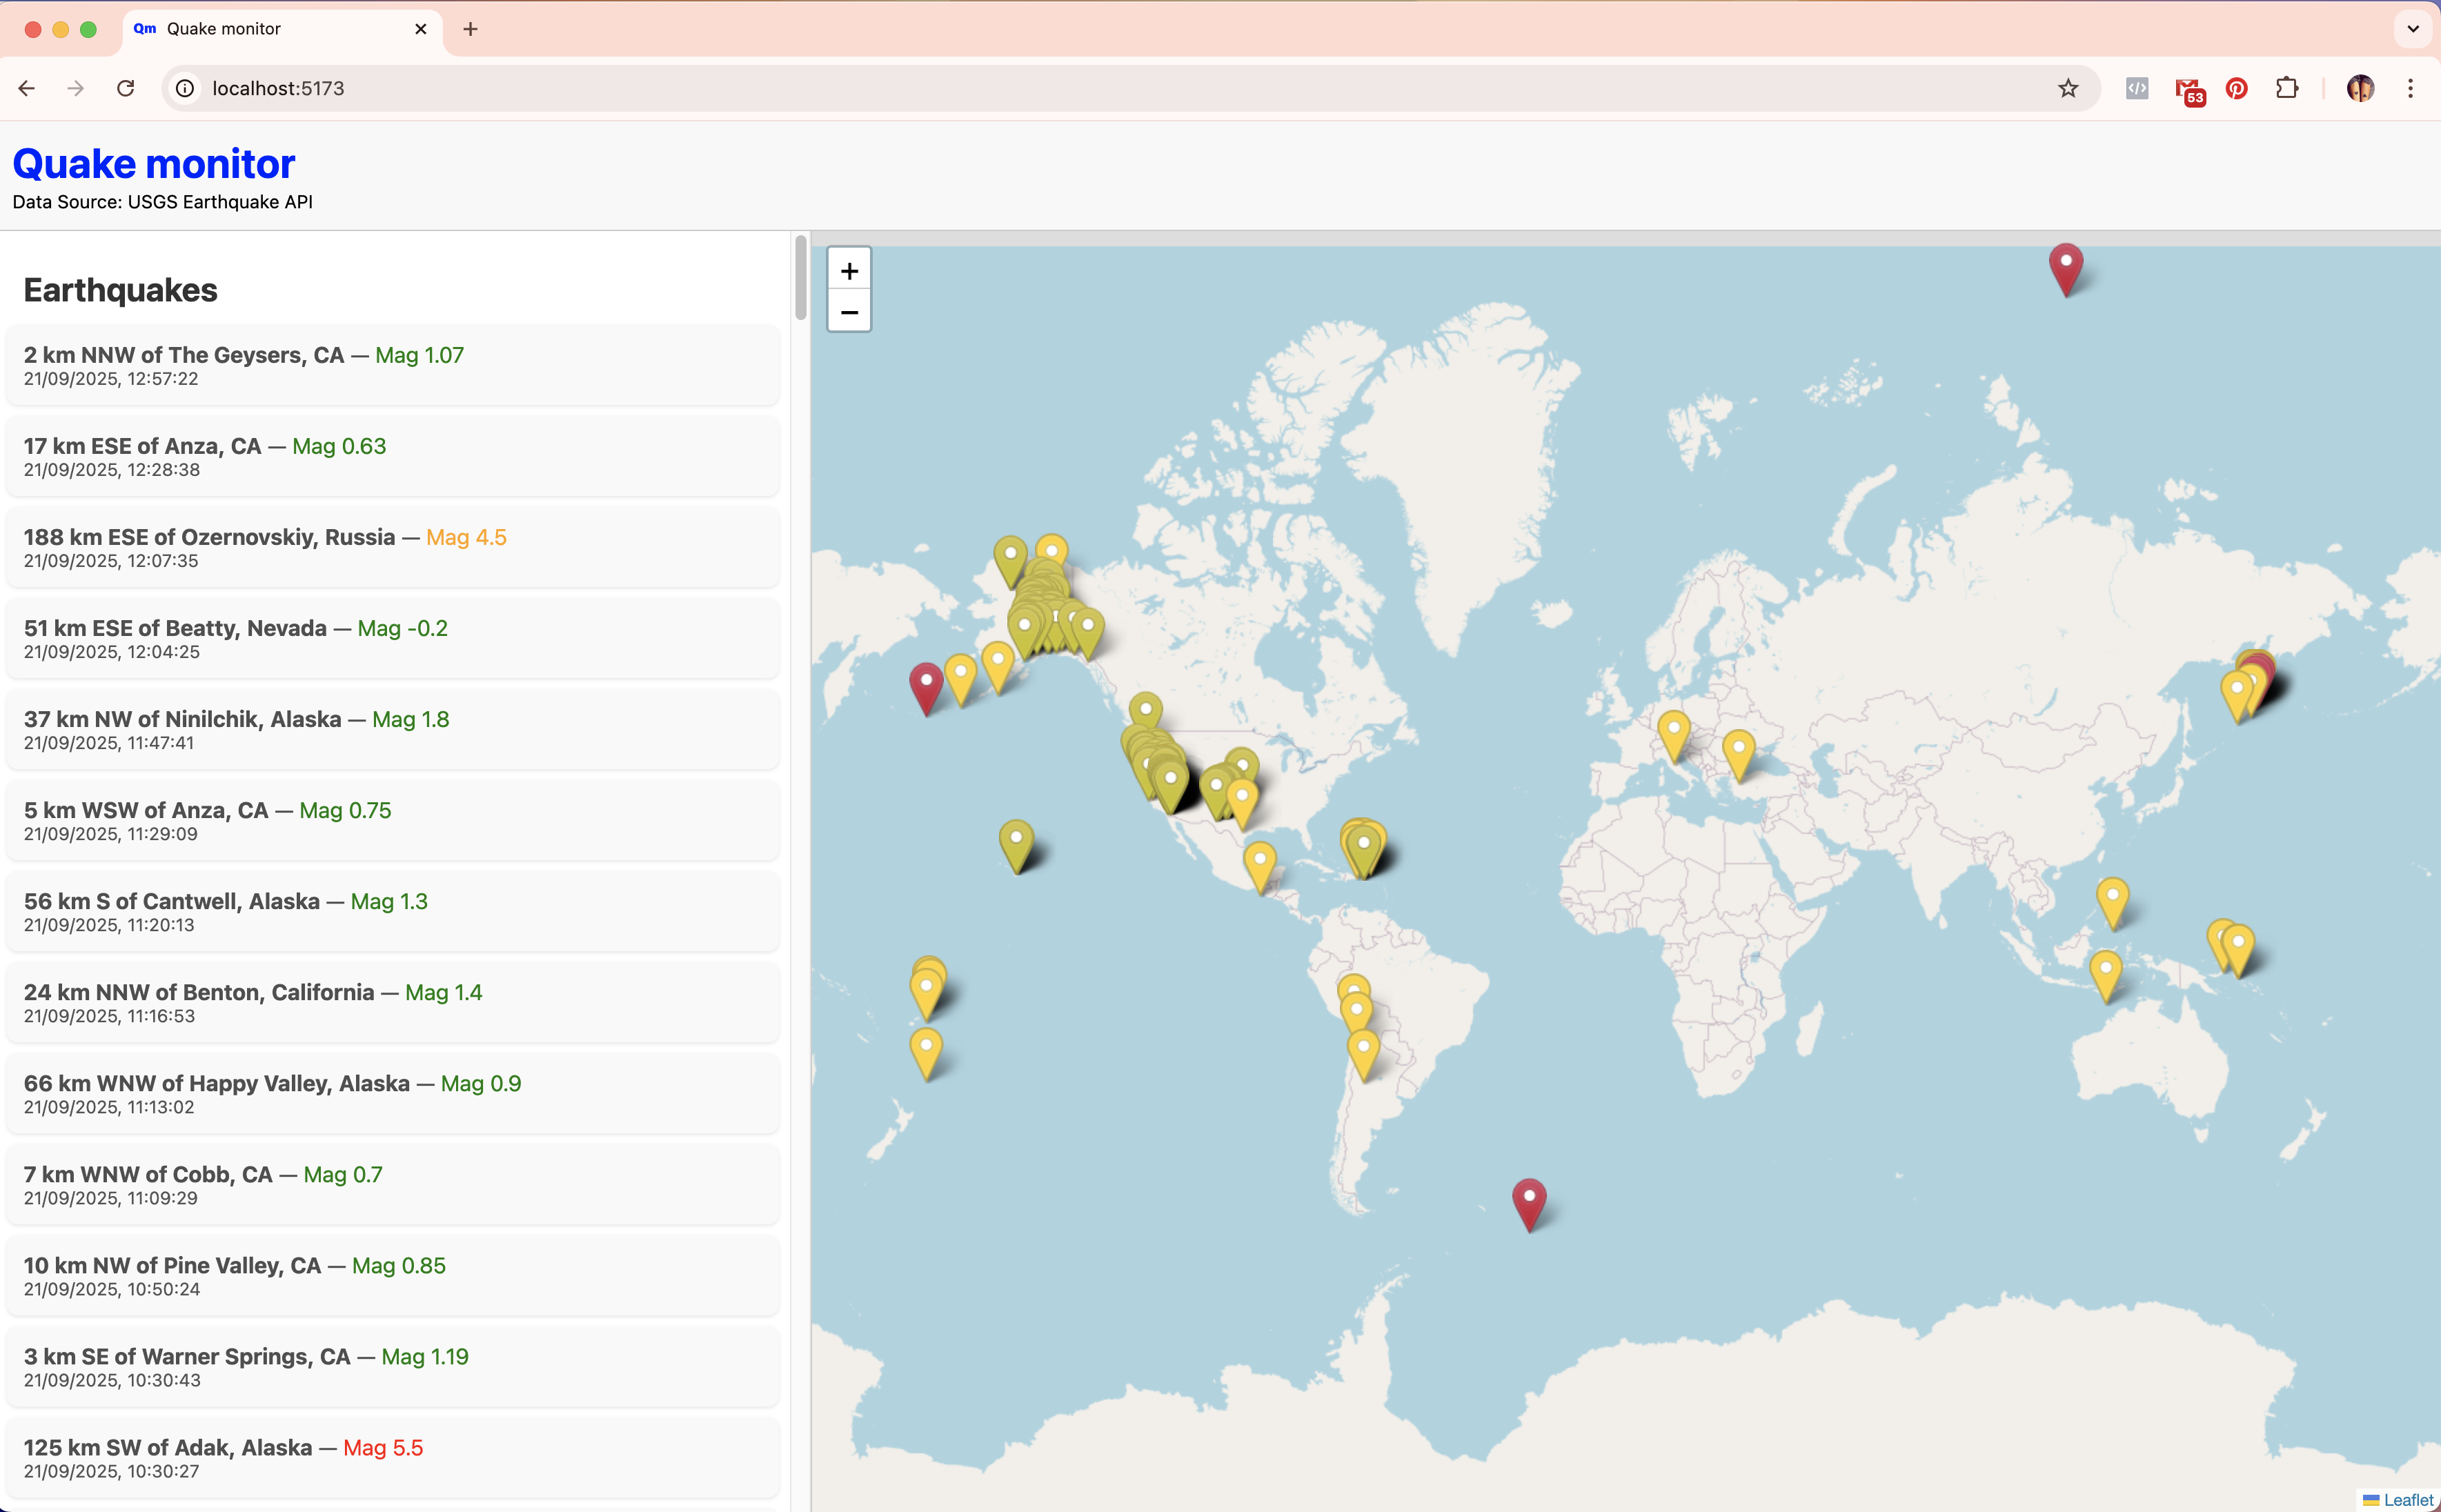 Qm Quake monitor
localhost:5173
53
Quake monitor
Data Source: USGS Earthquake API
Earthquakes
2 km NNW of The Geysers, CA — Mag 1.07
21/09/2025, 12:57:22
17 km ESE of Anza, CA — Mag 0.63
21/09/2025, 12:28:38
188 km ESE of Ozernovskiy, Russia — Mag 4.5
21/09/2025, 12:07:35
51 km ESE of Beatty, Nevada — Mag -0.2
21/09/2025, 12:04:25
37 km NW of Ninilchik, Alaska — Mag 1.8
21/09/2025, 11:47:41
5 km WSW of Anza, CA — Mag 0.75
21/09/2025, 11:29:09
56 km S of Cantwell, Alaska — Mag 1.3
21/09/2025, 11:20:13
24 km NNW of Benton, California — Mag 1.4
21/09/2025, 11:16:53
66 km WNW of Happy Valley, Alaska — Mag 0.9
21/09/2025, 11:13:02
7 km WNW of Cobb, CA — Mag 0.7
21/09/2025, 11:09:29
10 km NW of Pine Valley, CA — Mag 0.85
21/09/2025, 10:50:24
3 km SE of Warner Springs, CA — Mag 1.19
21/09/2025, 10:30:43
125 km SW of Adak, Alaska — Mag 5.5
21/09/2025, 10:30:27
+
−
Leaflet